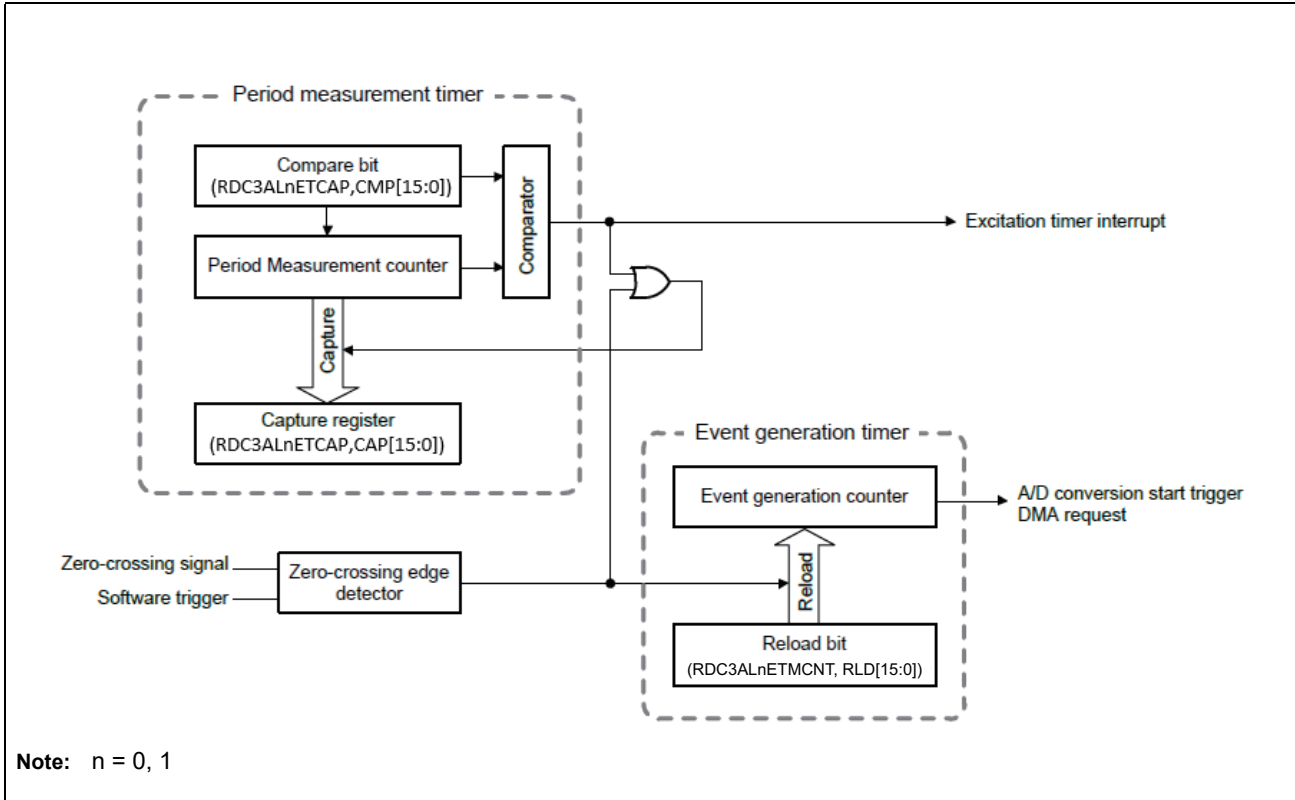 Period measurement timer
Compare bit
(RDC3ALnETCAP,CMP[15:0])
Comparator
Excitation timer interrupt
Period Measurement counter
Capture
Capture register
(RDC3ALnETCAP,CAP[15:0])
Event generation timer
Event generation counter
A/D conversion start trigger
DMA request
Zero-crossing signal
Software trigger
Zero-crossing edge
detector
Reload
Reload bit
(RDC3ALnETMCNT, RLD[15:0])
Note: n = 0, 1